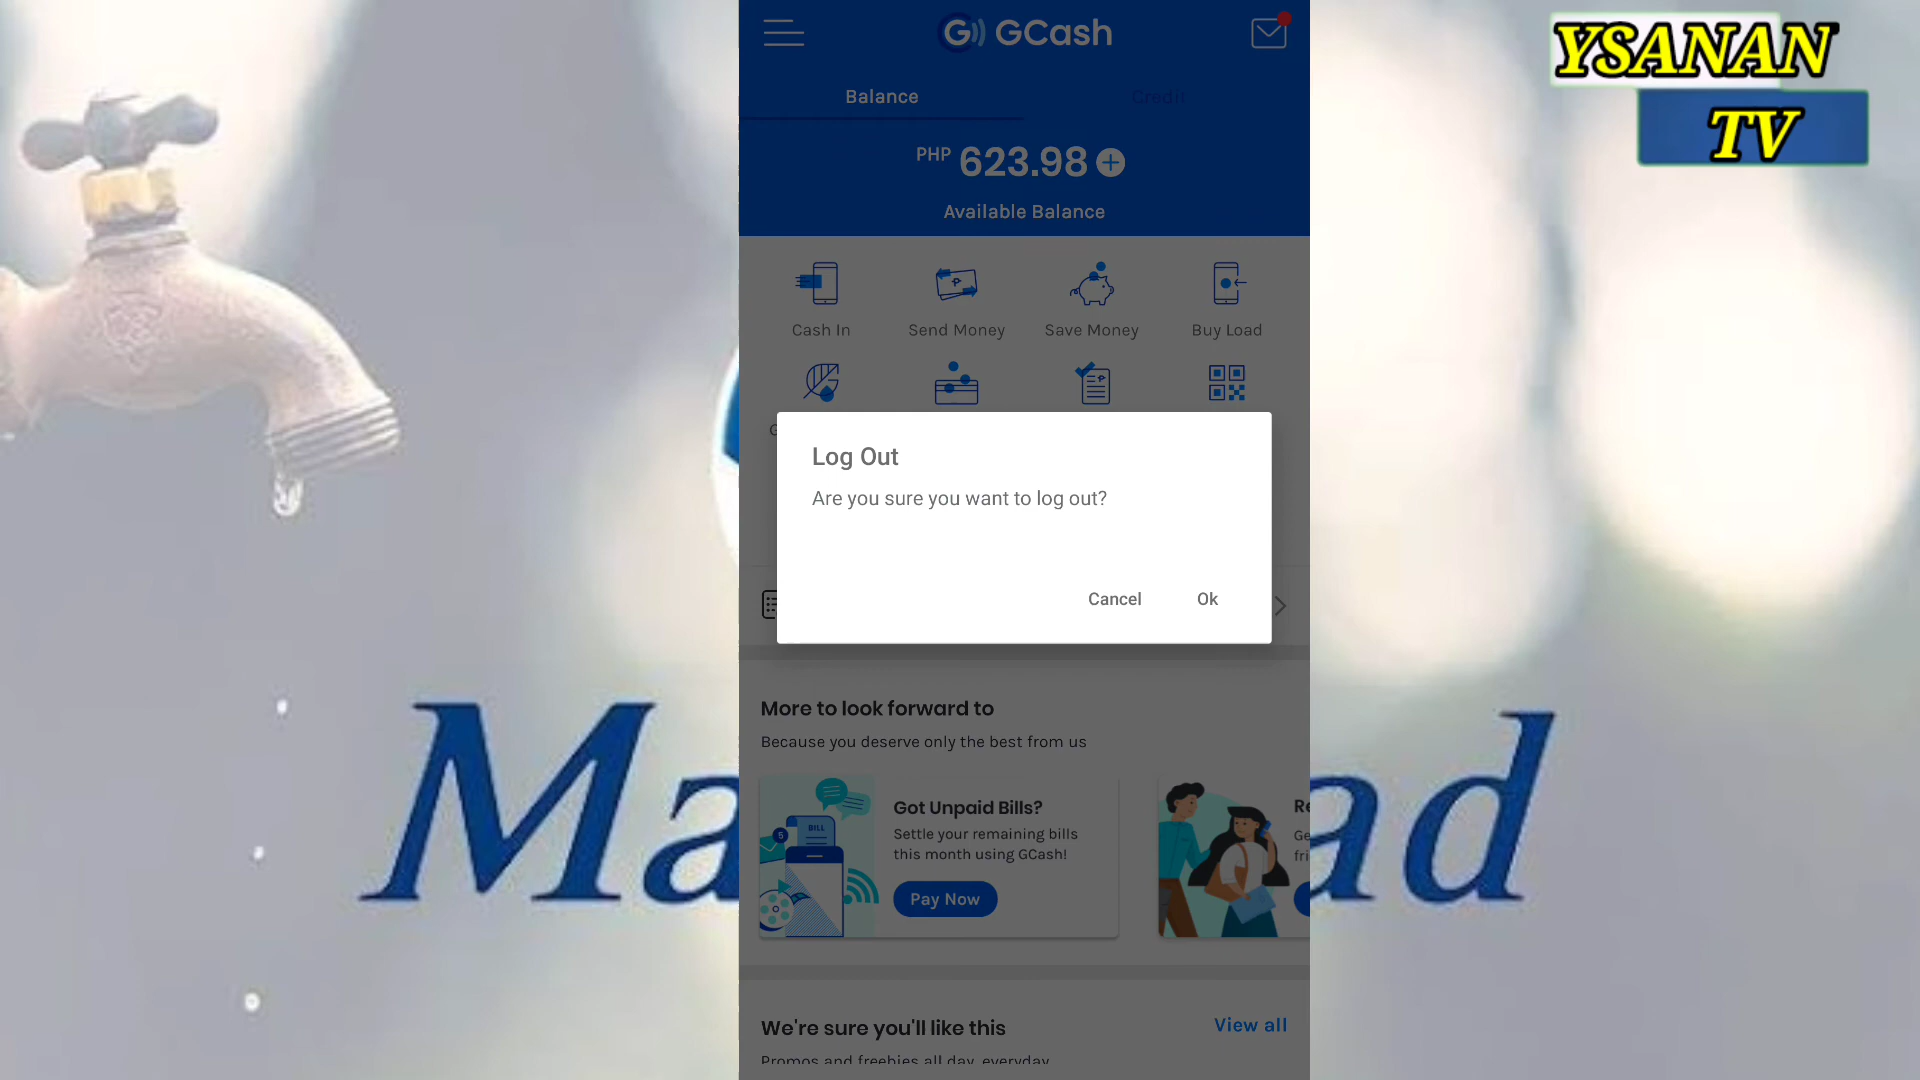 YSANAN
TV
GCash
Balance
Credit
PHP 623.98
Available Balance
Cash In
Send Money
Save Money
Buy Load
Log Out
Are you sure you want to log out?
Cancel
Ok
More to look forward to
Because you deserve only the best from us
BILL
5
Got Unpaid Bills?
Settle your remaining bills
this month using GCash!
Pay Now
We're sure you'll like this
View all
Promos and freebies all day, everyday